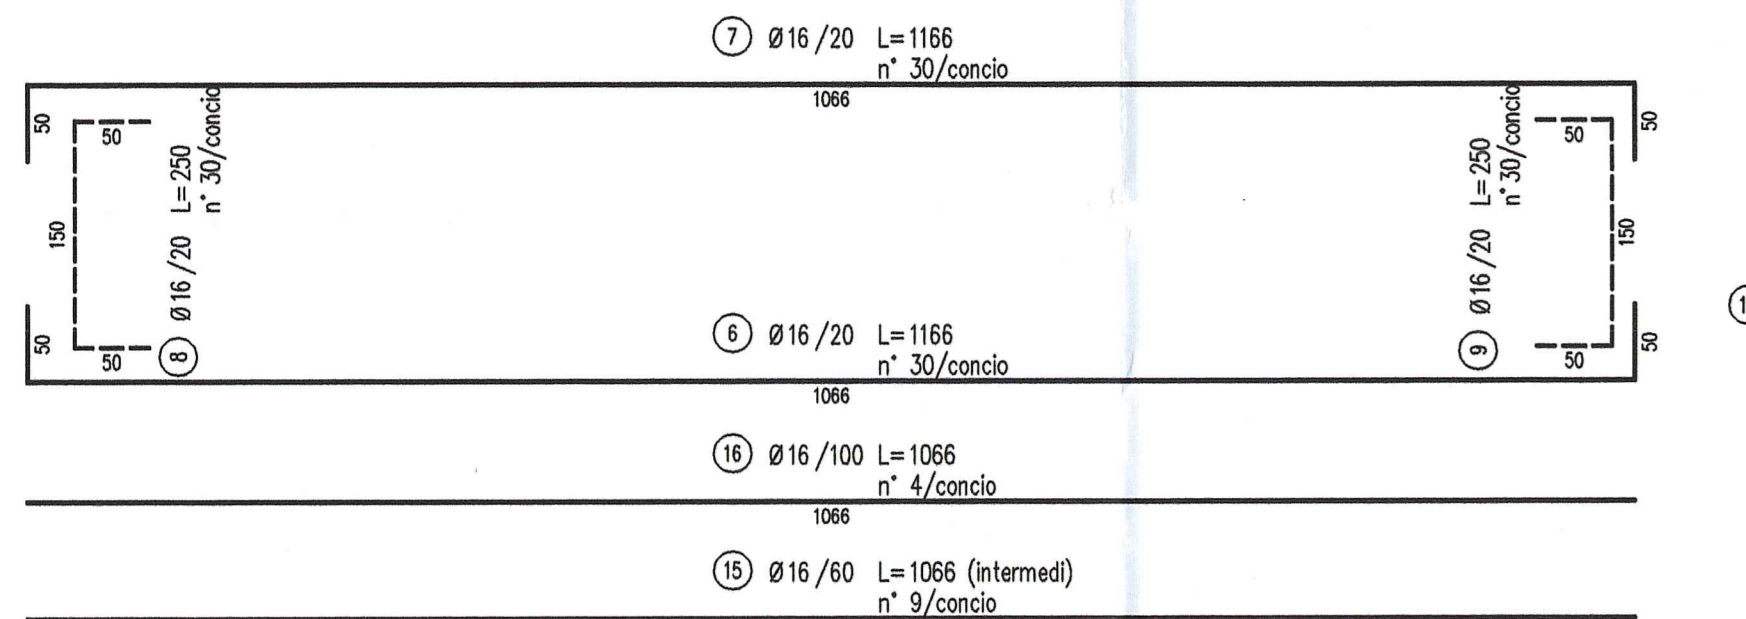 7 Ø16/20 L=1166
n° 30/concio
1066
50
50
150
50
50
8 Ø16/20 L=250
n° 30/concio
50
50
150
50
50
9 Ø16/20 L=250
n° 30/concio
6 Ø16/20 L=1166
n° 30/concio
1066
16 Ø16/100 L=1066
n° 4/concio
1066
15 Ø16/60 L=1066 (intermedi)
n° 9/concio